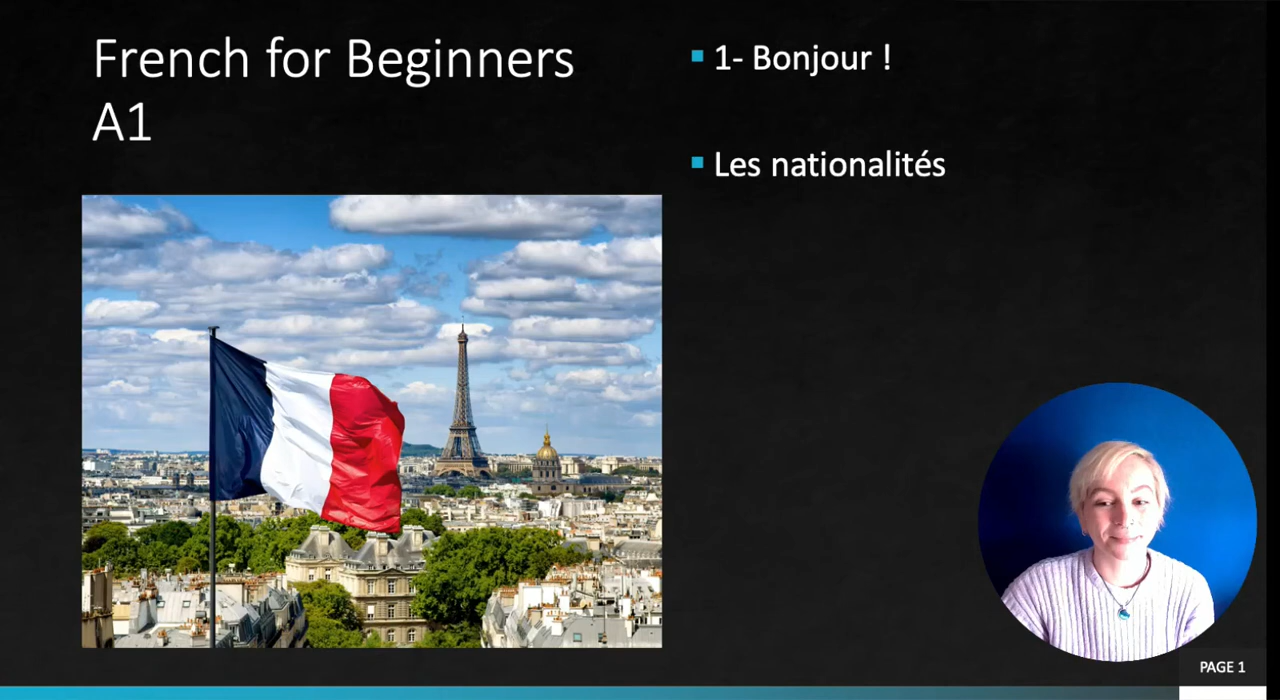 French for Beginners
A1
1- Bonjour !
Les nationalités
PAGE 1